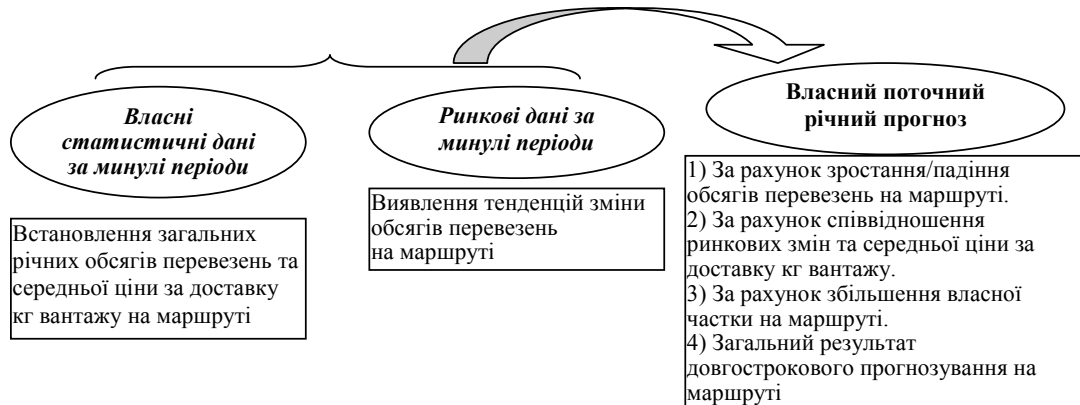 Власні
статистичні дані
за минулі періоди
Встановлення загальних
річних обсягів перевезень та
середньої ціни за доставку
кг вантажу на маршруті
Ринкові дані за
минулі періоди
Виявлення тенденцій зміни
обсягів перевезень
на маршруті
Власний поточний
річний прогноз
1) За рахунок зростання/падіння
обсягів перевезень на маршруті.
2) За рахунок співвідношення
ринкових змін та середньої ціни за
доставку кг вантажу.
3) За рахунок збільшення власної
частки на маршруті.
4) Загальний результат
довгострокового прогнозування на
маршруті